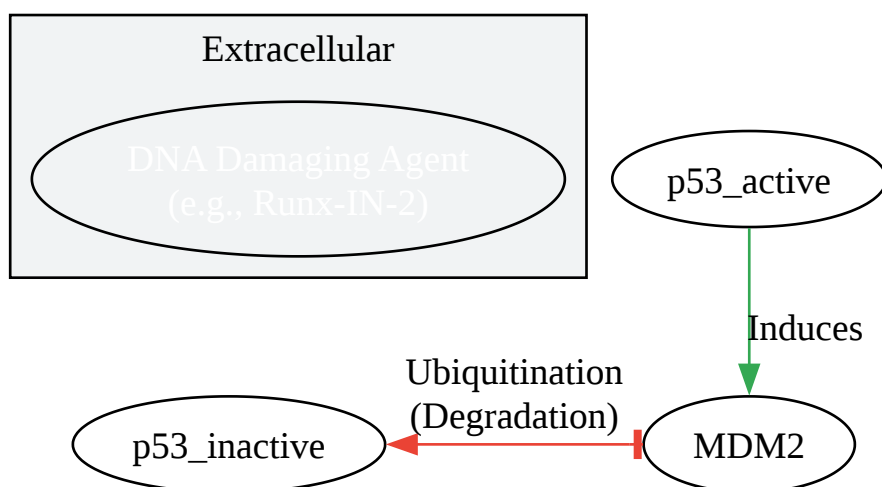 Extracellular
DNA Damaging Agent
(e.g., Runx-IN-2)
p53_active
Induces
Ubiquitination
(Degradation)
p53_inactive
MDM2